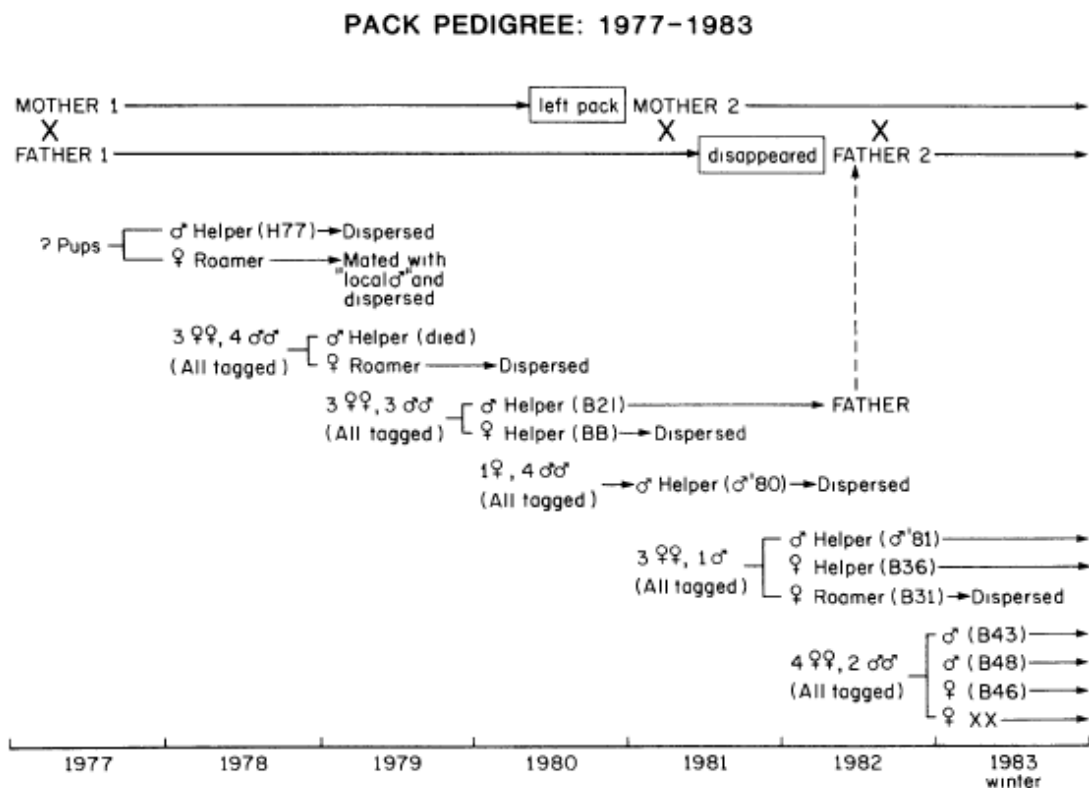 PACK PEDIGREE: 1977-1983
MOTHER 1 left pack MOTHER 2
X X X
FATHER 1 disappeared FATHER 2
? Pups
♂ Helper (H77) Dispersed
♀ Roamer Mated with
"local♂" and
dispersed
3 ♀♀, 4 ♂♂
(All tagged)
♂ Helper (died)
♀ Roamer Dispersed
3 ♀♀, 3 ♂♂
(All tagged)
♂ Helper (B21) FATHER
♀ Helper (BB) Dispersed
1♀, 4 ♂♂
(All tagged)
♂ Helper (♂'80) Dispersed
3 ♀♀, 1♂
(All tagged)
♂ Helper (♂'81)
♀ Helper (B36)
♀ Roamer (B31) Dispersed
4 ♀♀, 2 ♂♂
(All tagged)
♂ (B43)
♂ (B48)
♀ (B46)
♀ XX
1977 1978 1979 1980 1981 1982 1983
winter